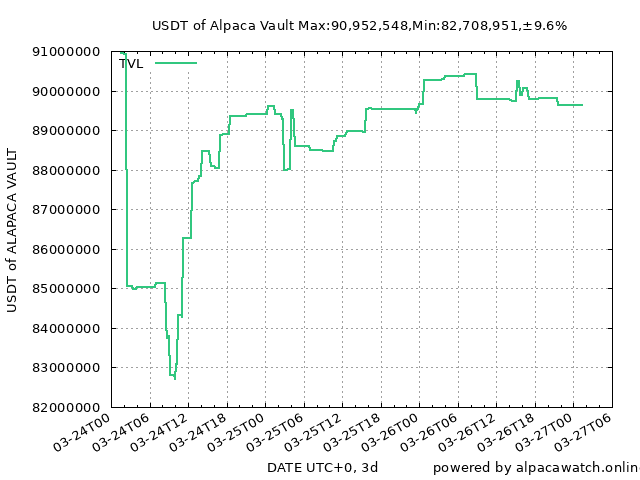 USDT of Alpaca Vault Max:90,952,548,Min:82,708,951,±9.6%
91000000
TVL
90000000
89000000
88000000
87000000
86000000
85000000
84000000
83000000
82000000
USDT of ALAPACA VAULT
03-24T00
03-24T06
03-24T12
03-24T18
03-25T00
03-25T06
03-25T12
03-25T18
03-26T00
03-26T06
03-26T12
03-26T18
03-27T00
03-27T06
DATE UTC+0, 3d
powered by alpacawatch.online